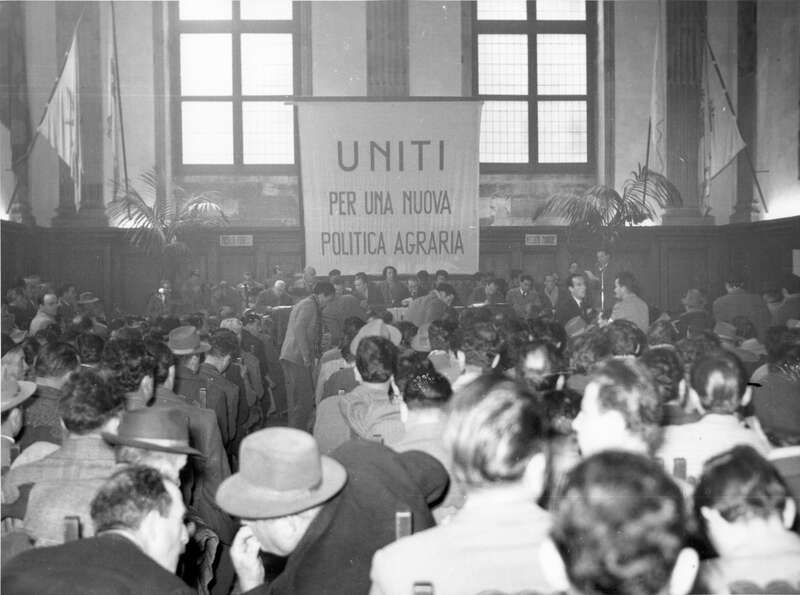 UNITI
PER UNA NUOVA
POLITICA AGRARIA